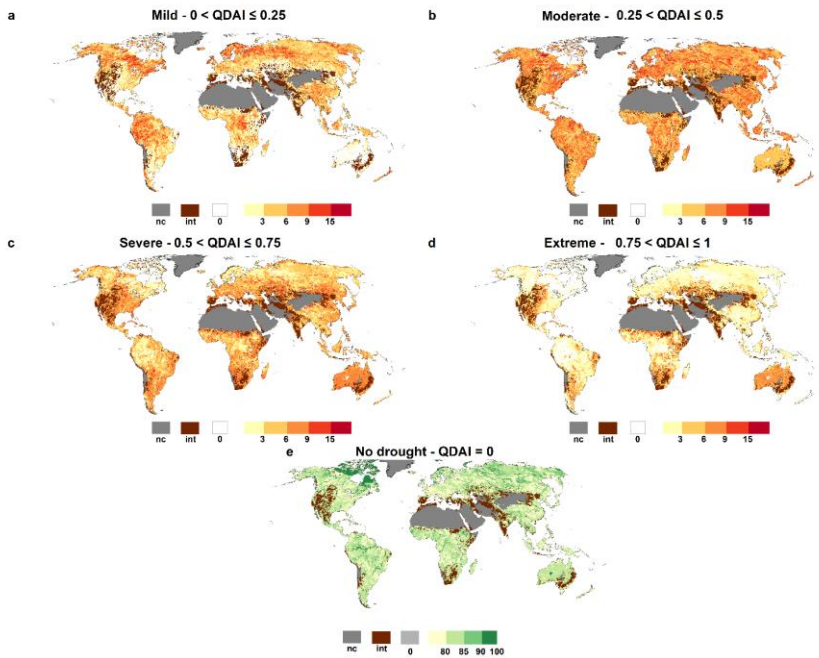 a Mild - 0 < QDAI ≤ 0.25
b Moderate - 0.25 < QDAI ≤ 0.5
nc int 0 3 6 9 15
nc int 0 3 6 9 15
c Severe - 0.5 < QDAI ≤ 0.75
d Extreme - 0.75 < QDAI ≤ 1
nc int 0 3 6 9 15
nc int 0 3 6 9 15
e No drought - QDAI = 0
nc int 0 80 85 90 100